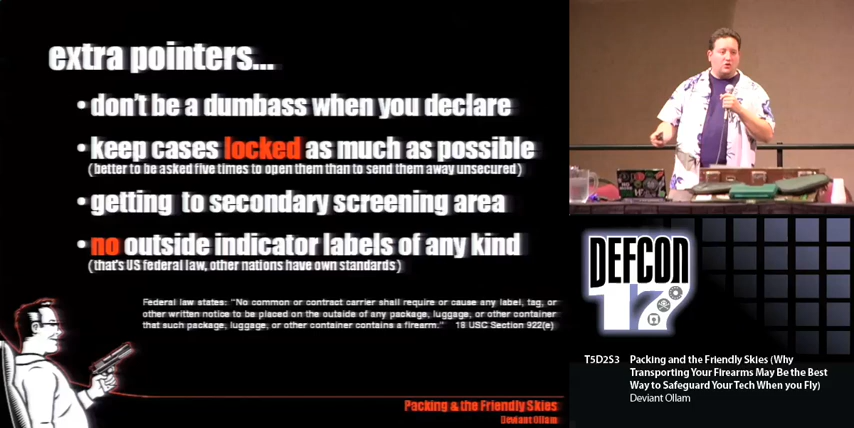 extra pointers...
• don't be a dumbass when you declare
• keep cases locked as much as possible
(better to be asked five times to open them than to send them away unsecured)
• getting to secondary screening area
• no outside indicator labels of any kind
(that's US federal law, other nations have own standards)
Federal law states: "No common or contract carrier shall require or cause any label, tag, or
other written notice to be placed on the outside of any package, luggage, or other container
that such package, luggage, or other container contains a firearm." 18 USC Section 922(e)
Packing & the Friendly Skies
Deviant Ollam
DEFCON
17
T5D2S3 Packing and the Friendly Skies (Why
Transporting Your Firearms May Be the Best
Way to Safeguard Your Tech When you Fly)
Deviant Ollam